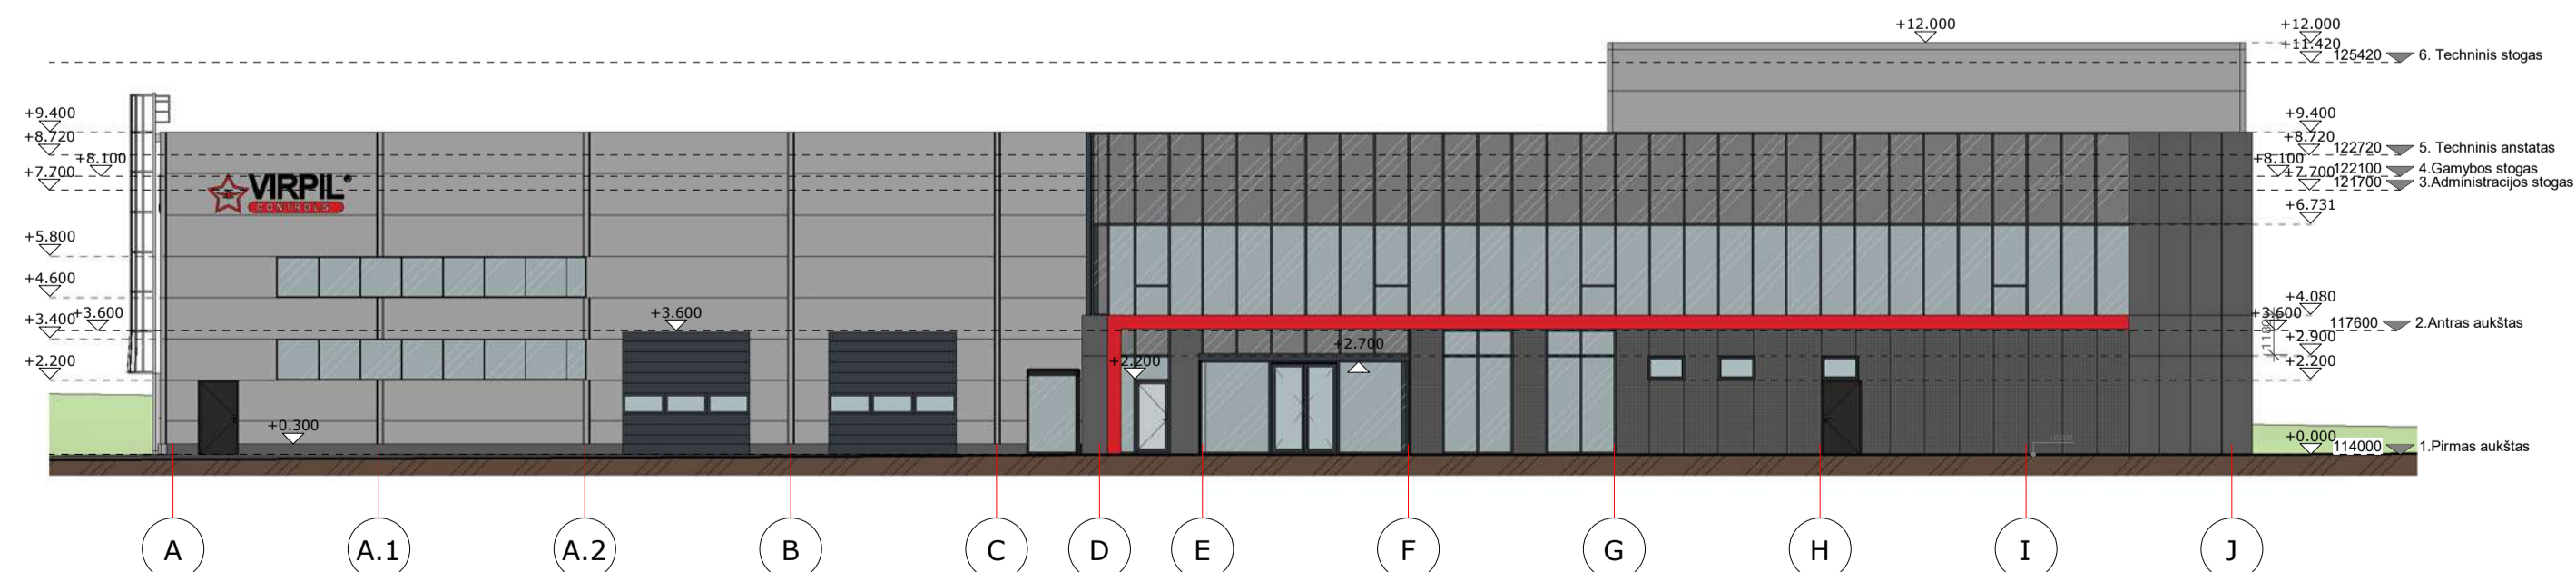 +12.000
+12.000
+11.420
125420 6. Techninis stogas
+9.400
+9.400
+8.720
+8.720
122720 5. Techninis anstatas
+8.100
+8.100
122100 4.Gamybos stogas
+7.700
+7.700
121700 3.Administracijos stogas
VIRPIL®
CONTROLS
+6.731
+5.800
+4.600
+4.080
+3.400
+3.600
+3.600
+3.600
117600 2.Antras aukštas
1180
+2.900
+2.700
+2.200
+2.200
+2.200
+0.300
+0.000
+0.000
114000 1.Pirmas aukštas
A
A.1
A.2
B
C
D
E
F
G
H
I
J